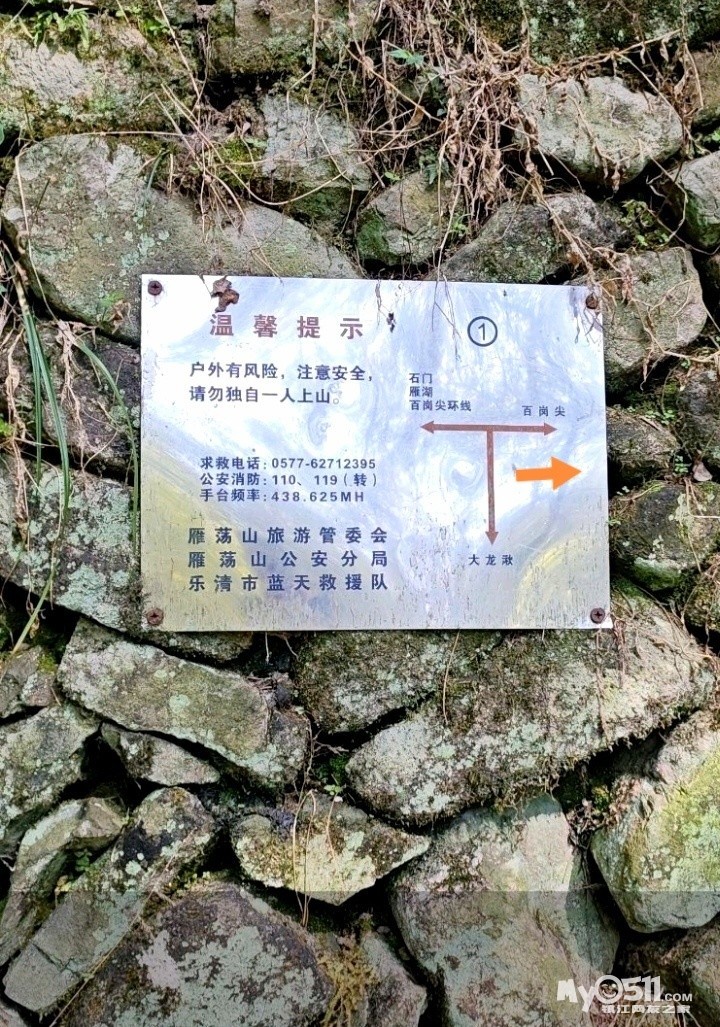 温馨提示 ①
户外有风险，注意安全，
请勿独自一人上山。
石门
雁湖
百岗尖环线
百岗尖
求救电话：0577-62712395
公安消防：110、119（转）
手台频率：438.625MH
大龙湫
雁荡山旅游管委会
雁荡山公安分局
乐清市蓝天救援队
My0511.COM
镇江网友之家